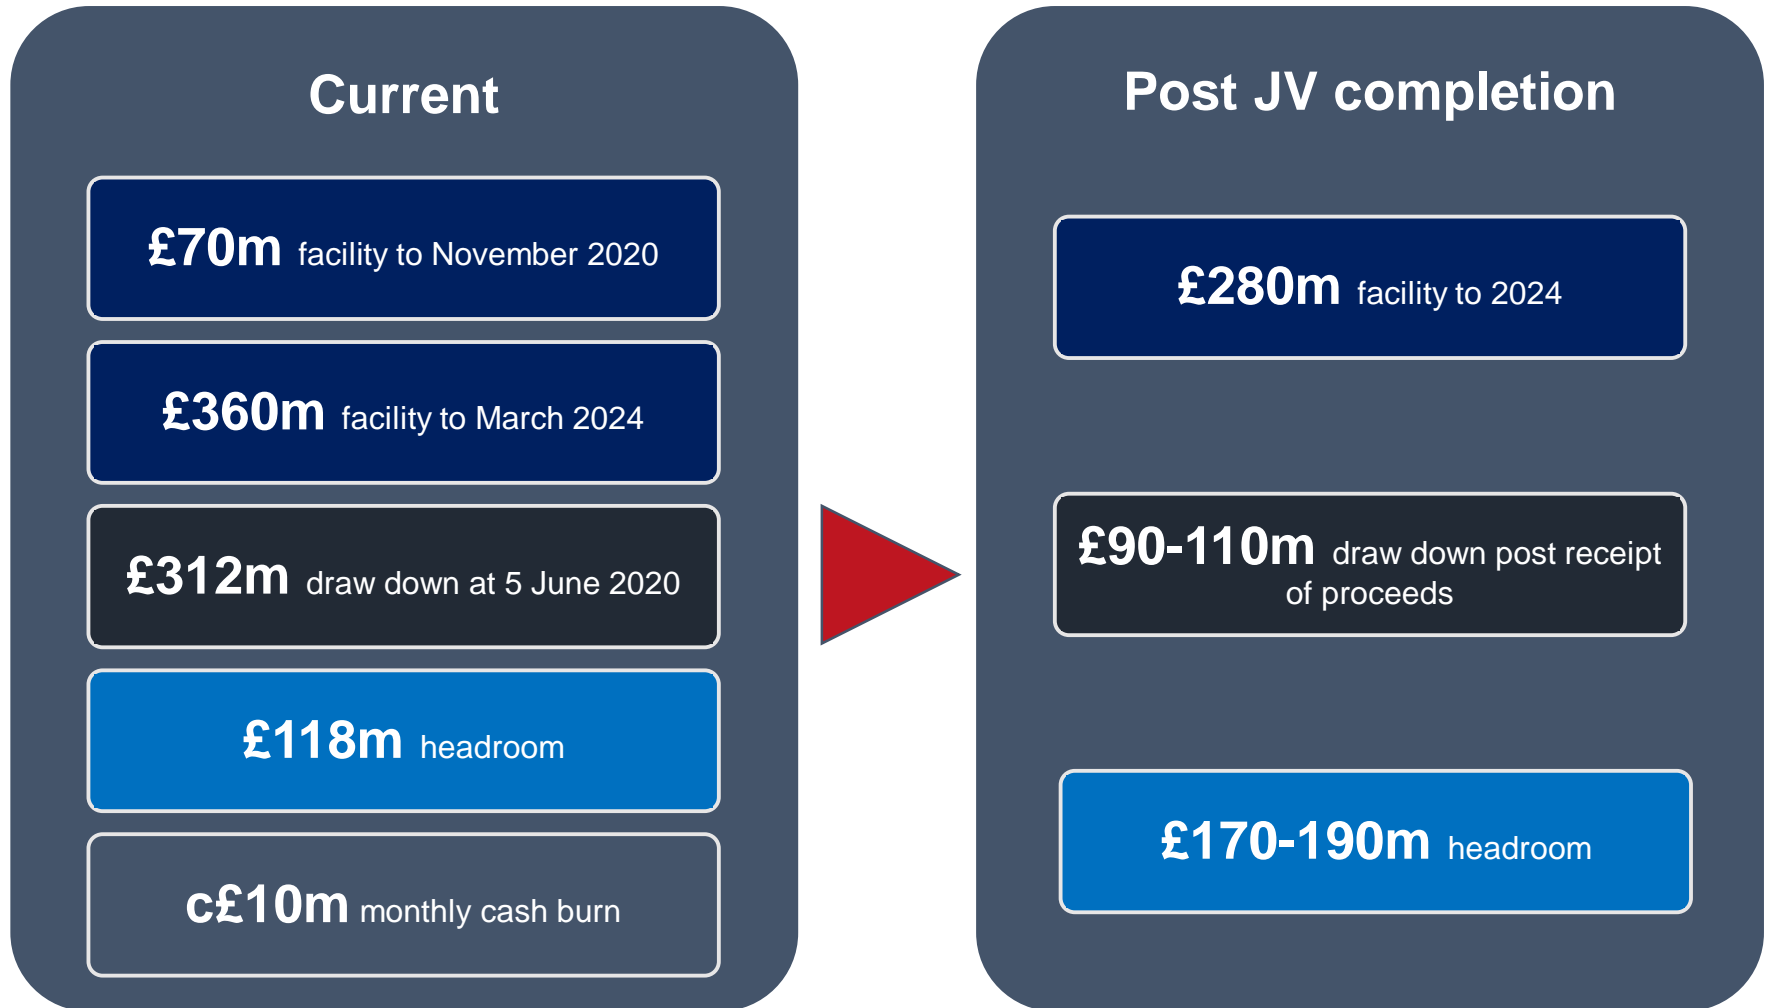 Current
£70m facility to November 2020
£360m facility to March 2024
£312m draw down at 5 June 2020
£118m headroom
c£10m monthly cash burn
Post JV completion
£280m facility to 2024
£90-110m draw down post receipt
of proceeds
£170-190m headroom